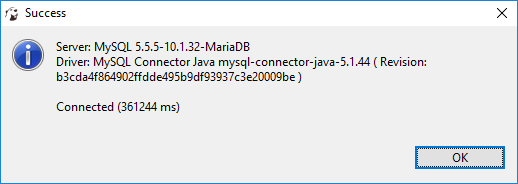 Success
Server: MySQL 5.5.5-10.1.32-MariaDB
Driver: MySQL Connector Java mysql-connector-java-5.1.44 ( Revision:
b3cda4f864902ffdde495b9df93937c3e20009be )
Connected (361244 ms)
OK